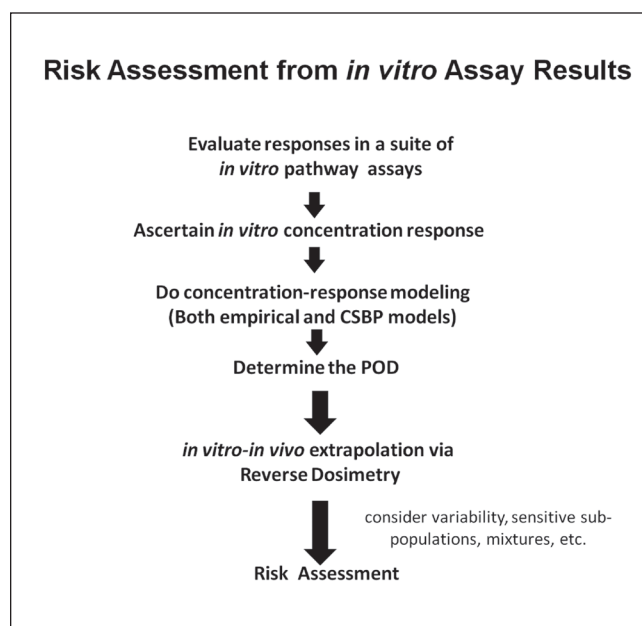 Risk Assessment from in vitro Assay Results
Evaluate responses in a suite of
in vitro pathway assays
Ascertain in vitro concentration response
Do concentration-response modeling
(Both empirical and CSBP models)
Determine the POD
in vitro-in vivo extrapolation via
Reverse Dosimetry
consider variability, sensitive sub-
populations, mixtures, etc.
Risk Assessment